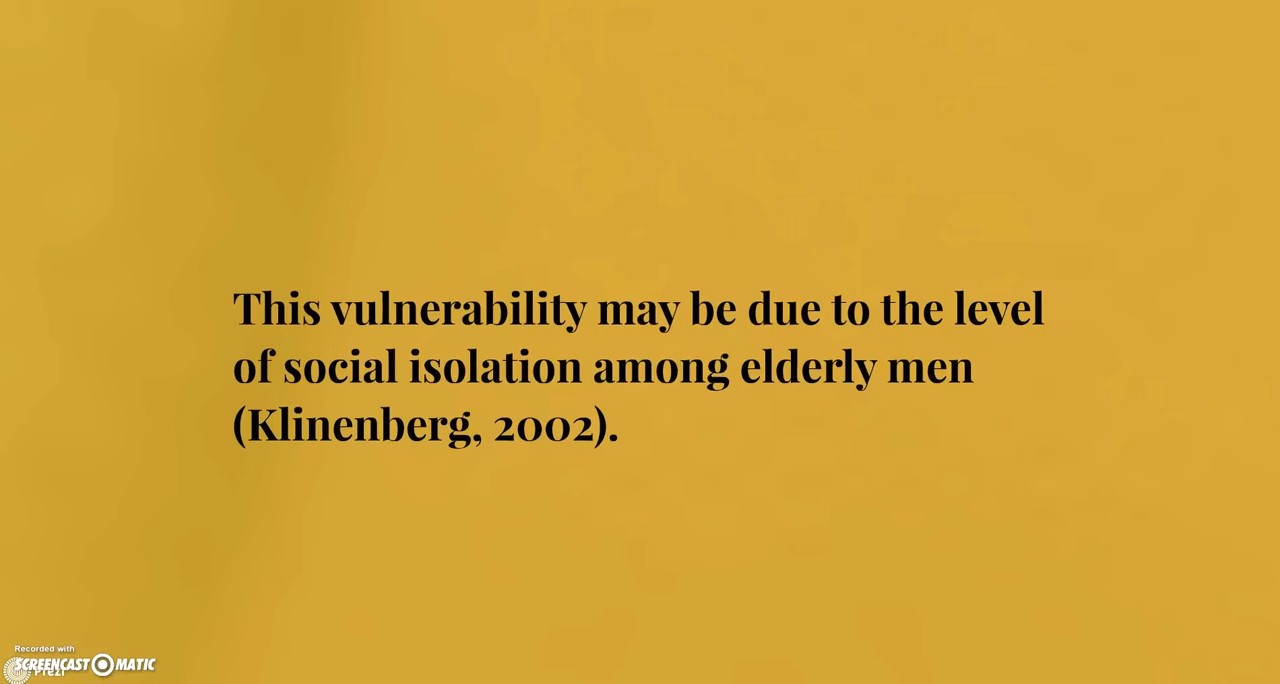 This vulnerability may be due to the level
of social isolation among elderly men
(Klinenberg, 2002).
Recorded with
SCREENCAST MATIC
Prezi